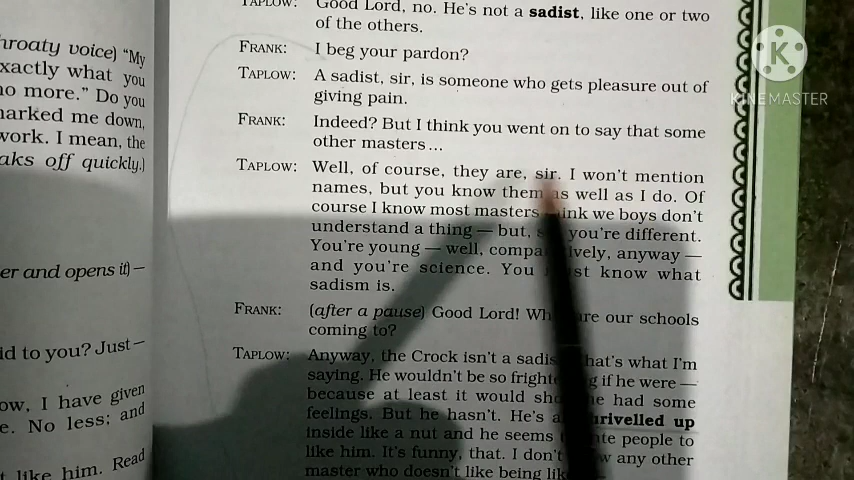 hroaty voice) "My
xactly what you
no more." Do you
narked me down,
work. I mean, the
aks off quickly.)
er and opens it) —
id to you? Just —
ow, I have given
e. No less; and
t like him. Read
TAPLOW: Good Lord, no. He's not a sadist, like one or two
of the others.
FRANK: I beg your pardon?
TAPLOW: A sadist, sir, is someone who gets pleasure out of
giving pain.
FRANK: Indeed? But I think you went on to say that some
other masters ...
TAPLOW: Well, of course, they are, sir. I won't mention
names, but you know them as well as I do. Of
course I know most masters ink we boys don't
understand a thing — but, you're different.
You're young — well, compa ively, anyway —
and you're science. You st know what
sadism is.
FRANK: (after a pause) Good Lord! Wh re our schools
coming to?
TAPLOW: Anyway, the Crock isn't a sadis hat's what I'm
saying. He wouldn't be so fright g if he were —
because at least it would sh he had some
feelings. But he hasn't. He's a hrivelled up
inside like a nut and he seems te people to
like him. It's funny, that. I don't w any other
master who doesn't like being lik
K
KINEMASTER